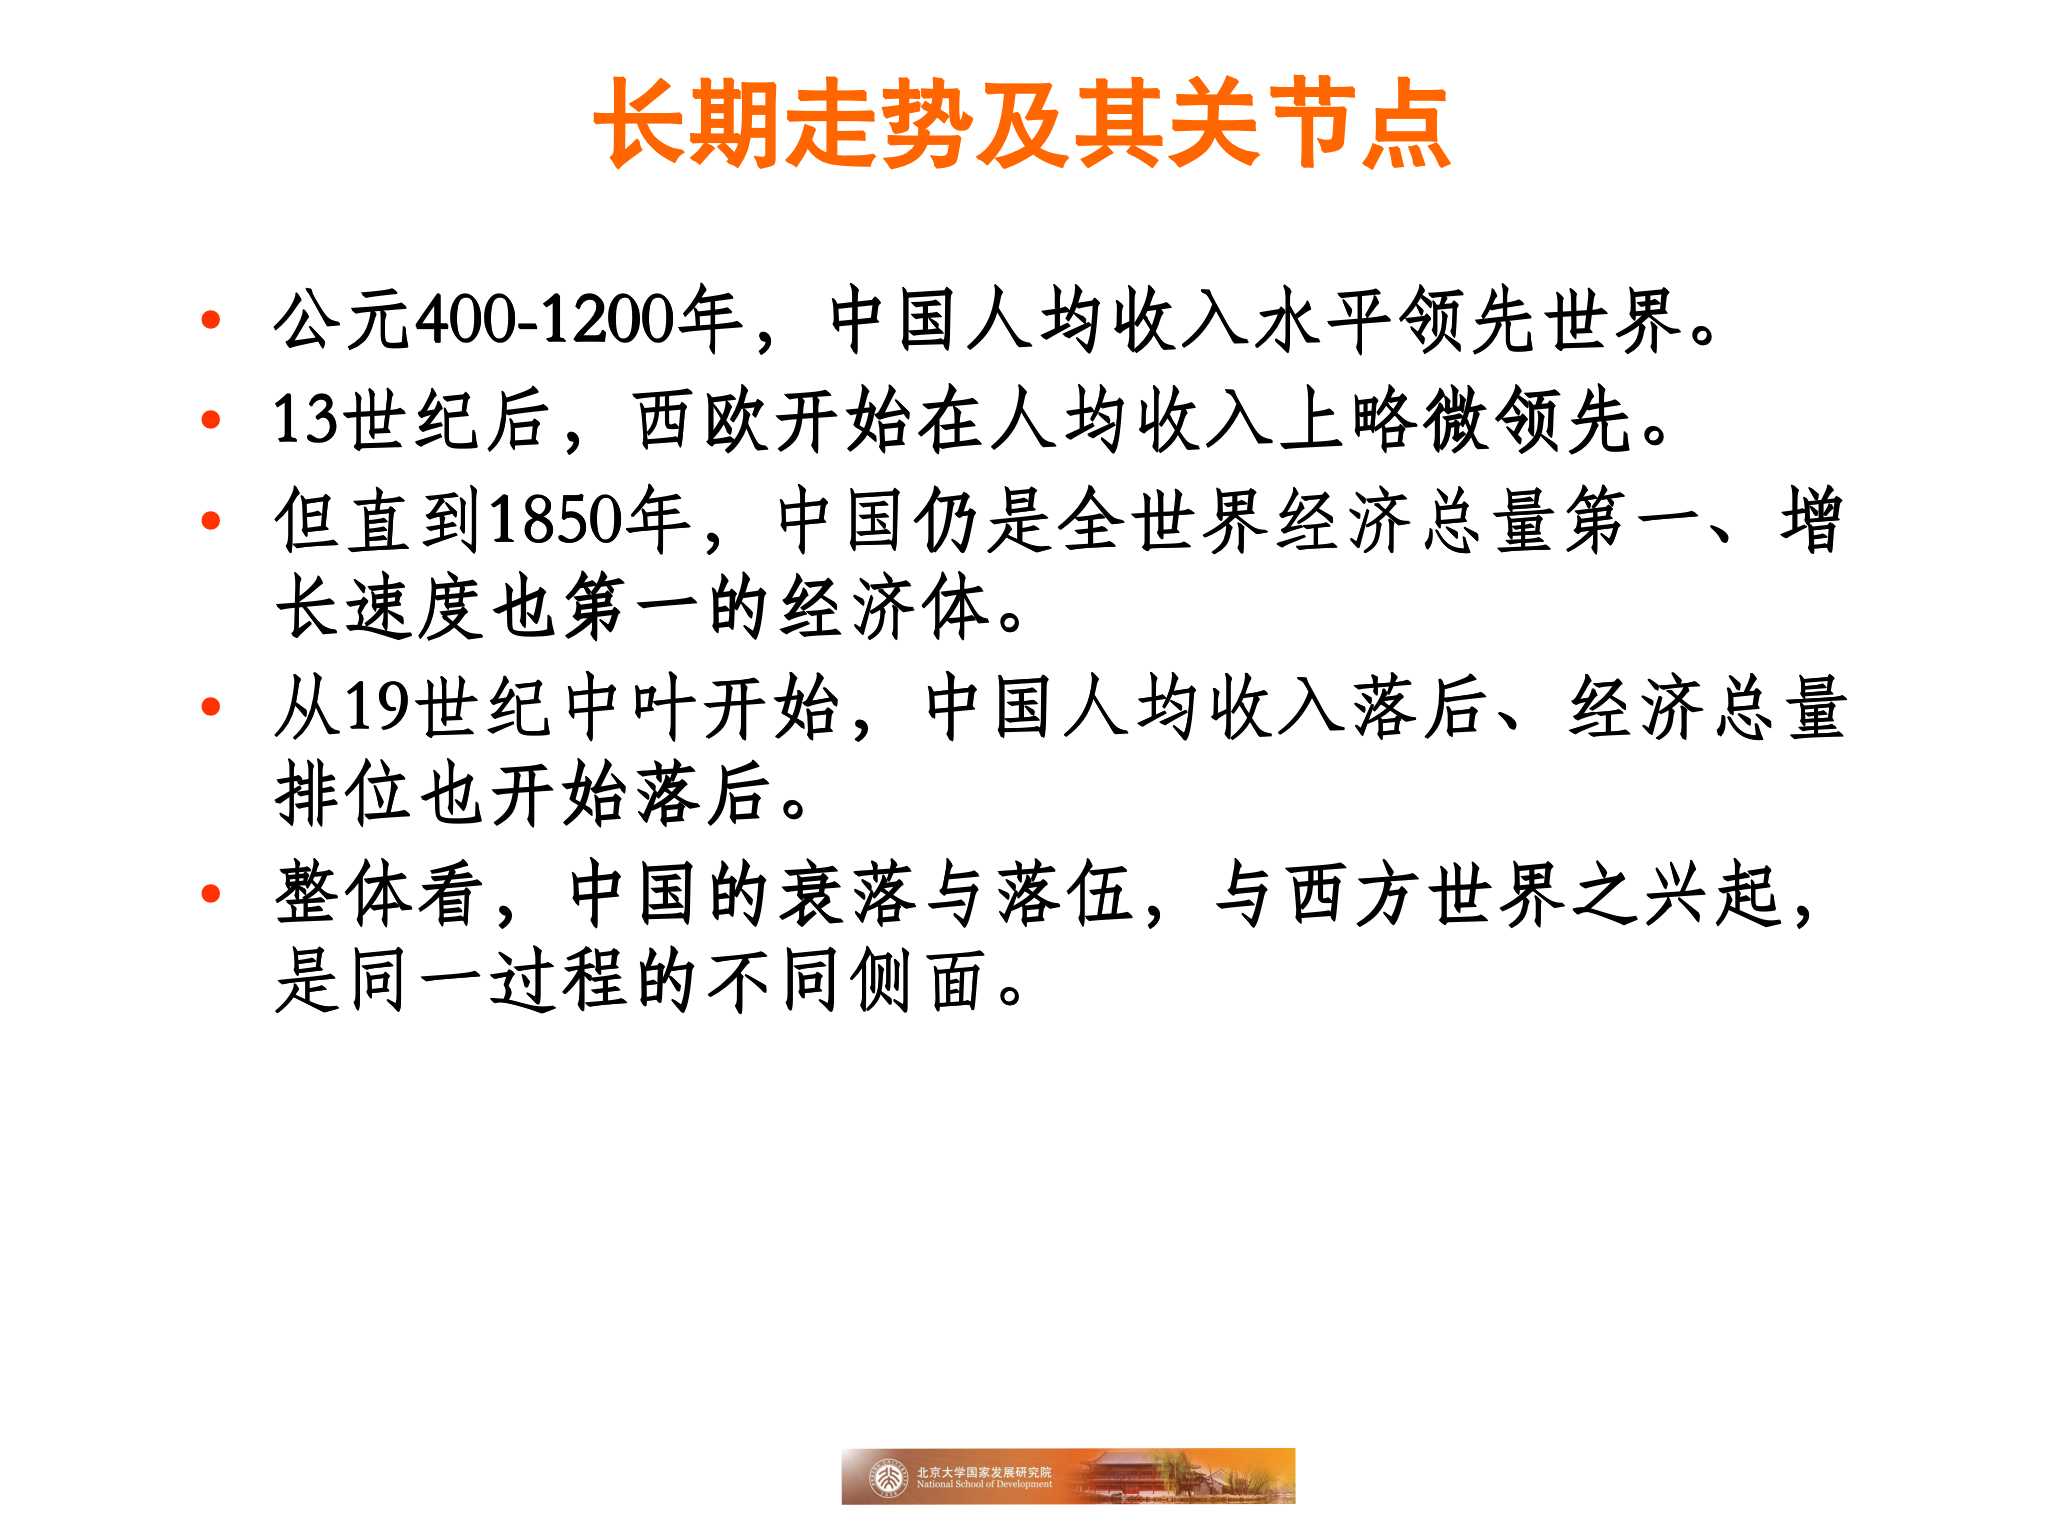 长期走势及其关节点
• 公元400-1200年，中国人均收入水平领先世界。
• 13世纪后，西欧开始在人均收入上略微领先。
• 但直到1850年，中国仍是全世界经济总量第一、增
长速度也第一的经济体。
• 从19世纪中叶开始，中国人均收入落后、经济总量
排位也开始落后。
• 整体看，中国的衰落与落伍，与西方世界之兴起，
是同一过程的不同侧面。
北京大学国家发展研究院
National School of Development